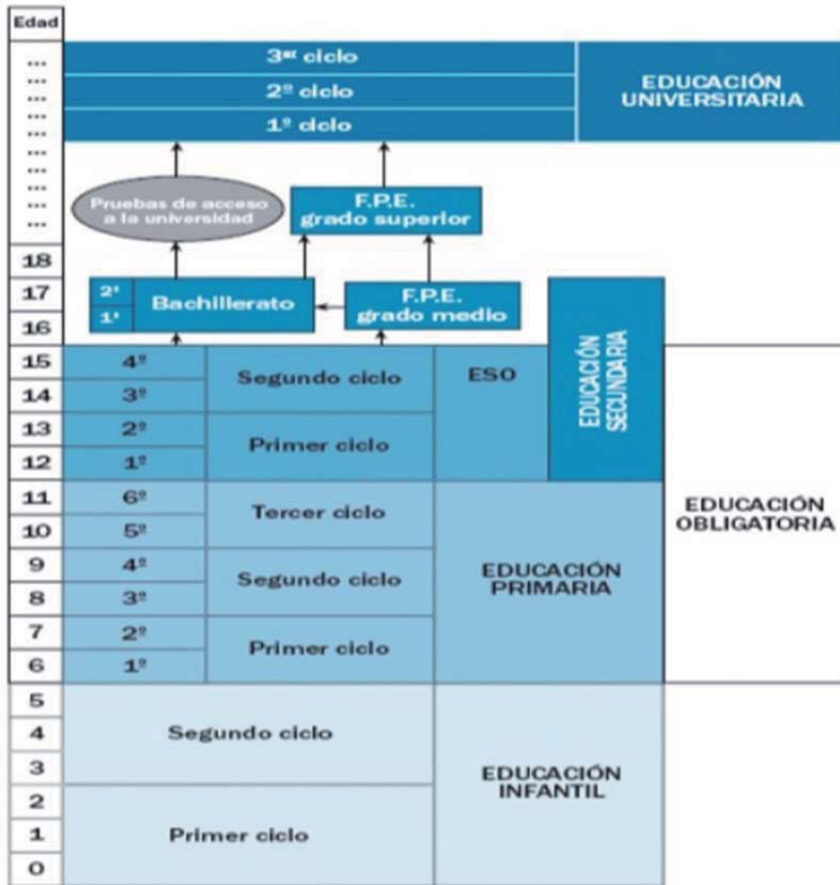 Edad
...
...
...
...
...
...
...
...
...
...
18
17
16
15
14
13
12
11
10
9
8
7
6
5
4
3
2
1
0
3er ciclo
2º ciclo
1º ciclo
EDUCACIÓN
UNIVERSITARIA
Pruebas de acceso
a la universidad
F.P.E.
grado superior
2º
1º
Bachillerato
F.P.E.
grado medio
EDUCACIÓN
SECUNDARIA
4º
3º
2º
1º
Segundo ciclo
Primer ciclo
ESO
6º
5º
4º
3º
2º
1º
Tercer ciclo
Segundo ciclo
Primer ciclo
EDUCACIÓN
PRIMARIA
EDUCACIÓN
OBLIGATORIA
Segundo ciclo
Primer ciclo
EDUCACIÓN
INFANTIL